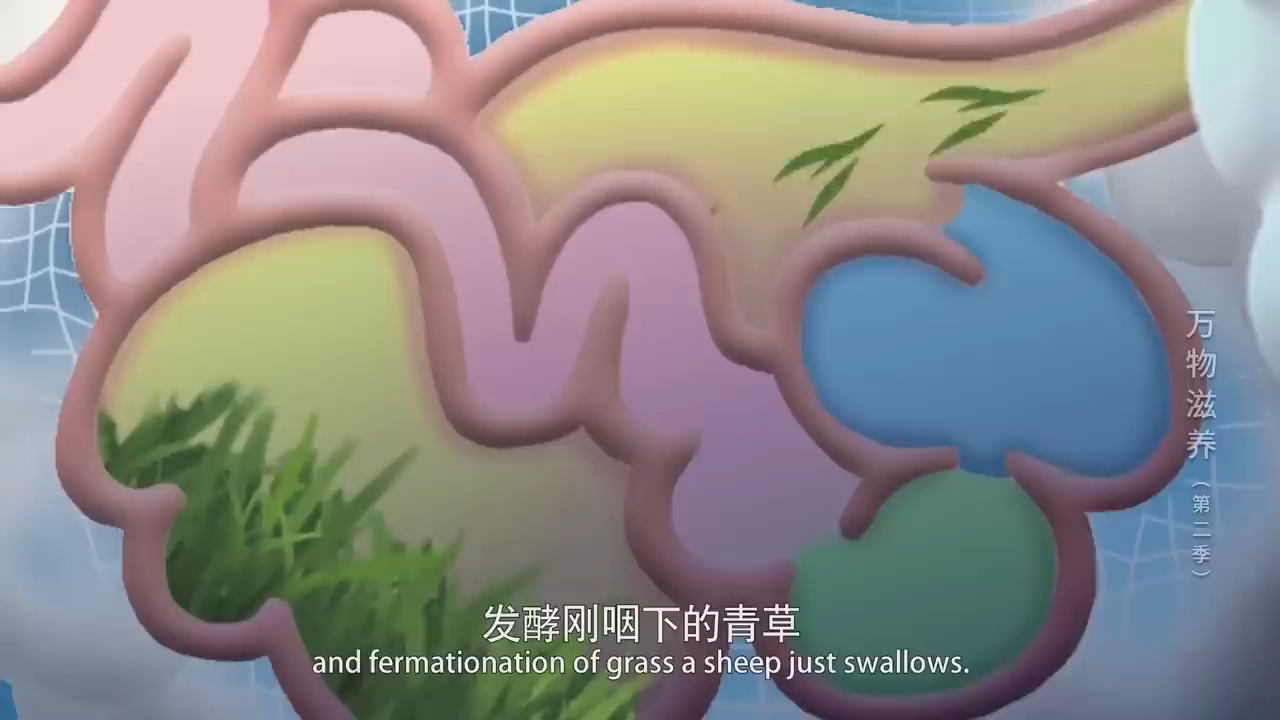 万物滋养
（第二季）
发酵刚咽下的青草
and fermationation of grass a sheep just swallows.